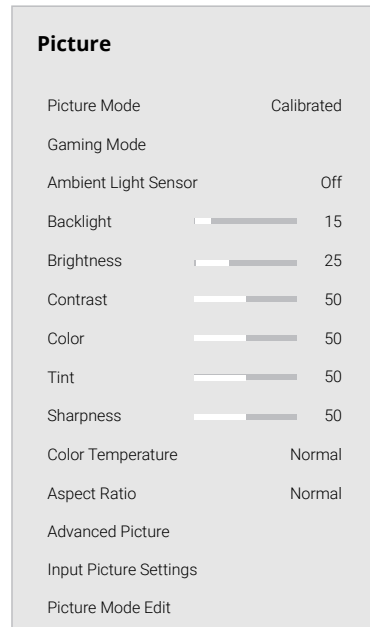 Picture
Picture Mode Calibrated
Gaming Mode
Ambient Light Sensor Off
Backlight 15
Brightness 25
Contrast 50
Color 50
Tint 50
Sharpness 50
Color Temperature Normal
Aspect Ratio Normal
Advanced Picture
Input Picture Settings
Picture Mode Edit